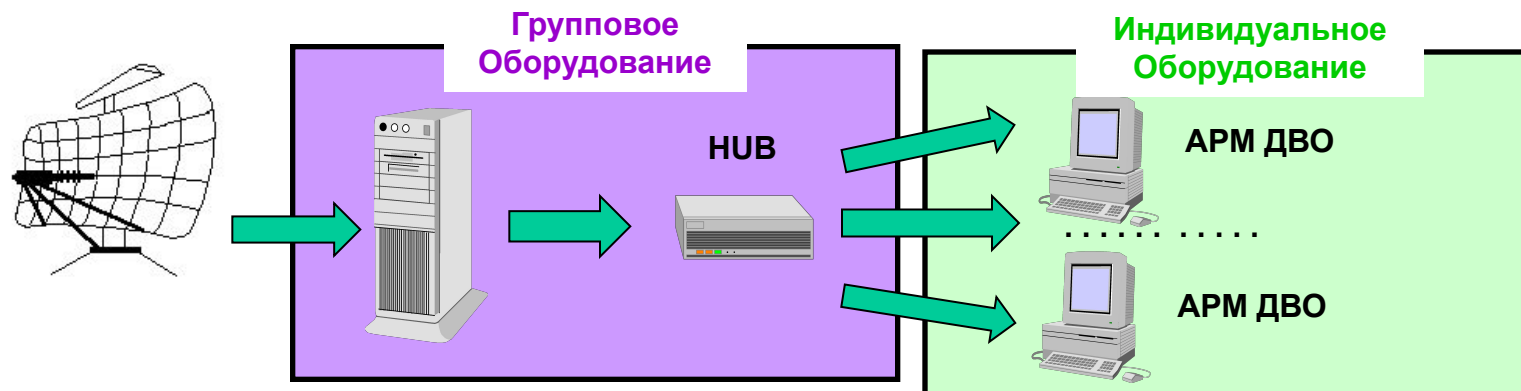 Групповое
Оборудование
Индивидуальное
Оборудование
HUB
АРМ ДВО
. . . . . . . . . . .
АРМ ДВО